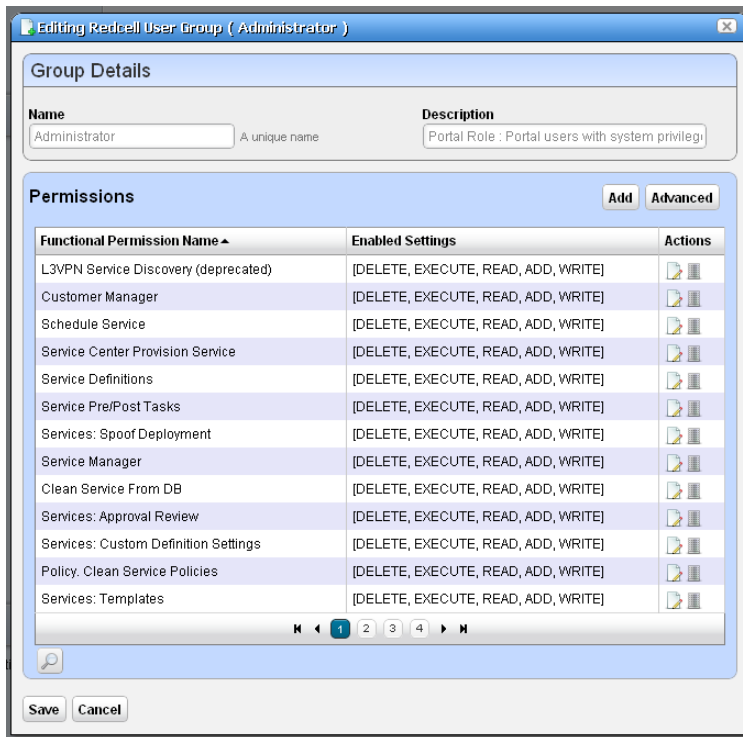 Editing Redcell User Group ( Administrator )
Group Details
Name
Description
Administrator
A unique name
Portal Role : Portal users with system privileg
Permissions
Add
Advanced
Functional Permission Name
Enabled Settings
Actions
L3VPN Service Discovery (deprecated) [DELETE, EXECUTE, READ, ADD, WRITE]
Customer Manager [DELETE, EXECUTE, READ, ADD, WRITE]
Schedule Service [DELETE, EXECUTE, READ, ADD, WRITE]
Service Center Provision Service [DELETE, EXECUTE, READ, ADD, WRITE]
Service Definitions [DELETE, EXECUTE, READ, ADD, WRITE]
Service Pre/Post Tasks [DELETE, EXECUTE, READ, ADD, WRITE]
Services: Spoof Deployment [DELETE, EXECUTE, READ, ADD, WRITE]
Service Manager [DELETE, EXECUTE, READ, ADD, WRITE]
Clean Service From DB [DELETE, EXECUTE, READ, ADD, WRITE]
Services: Approval Review [DELETE, EXECUTE, READ, ADD, WRITE]
Services: Custom Definition Settings [DELETE, EXECUTE, READ, ADD, WRITE]
Policy. Clean Service Policies [DELETE, EXECUTE, READ, ADD, WRITE]
Services: Templates [DELETE, EXECUTE, READ, ADD, WRITE]
1 2 3 4
Save
Cancel